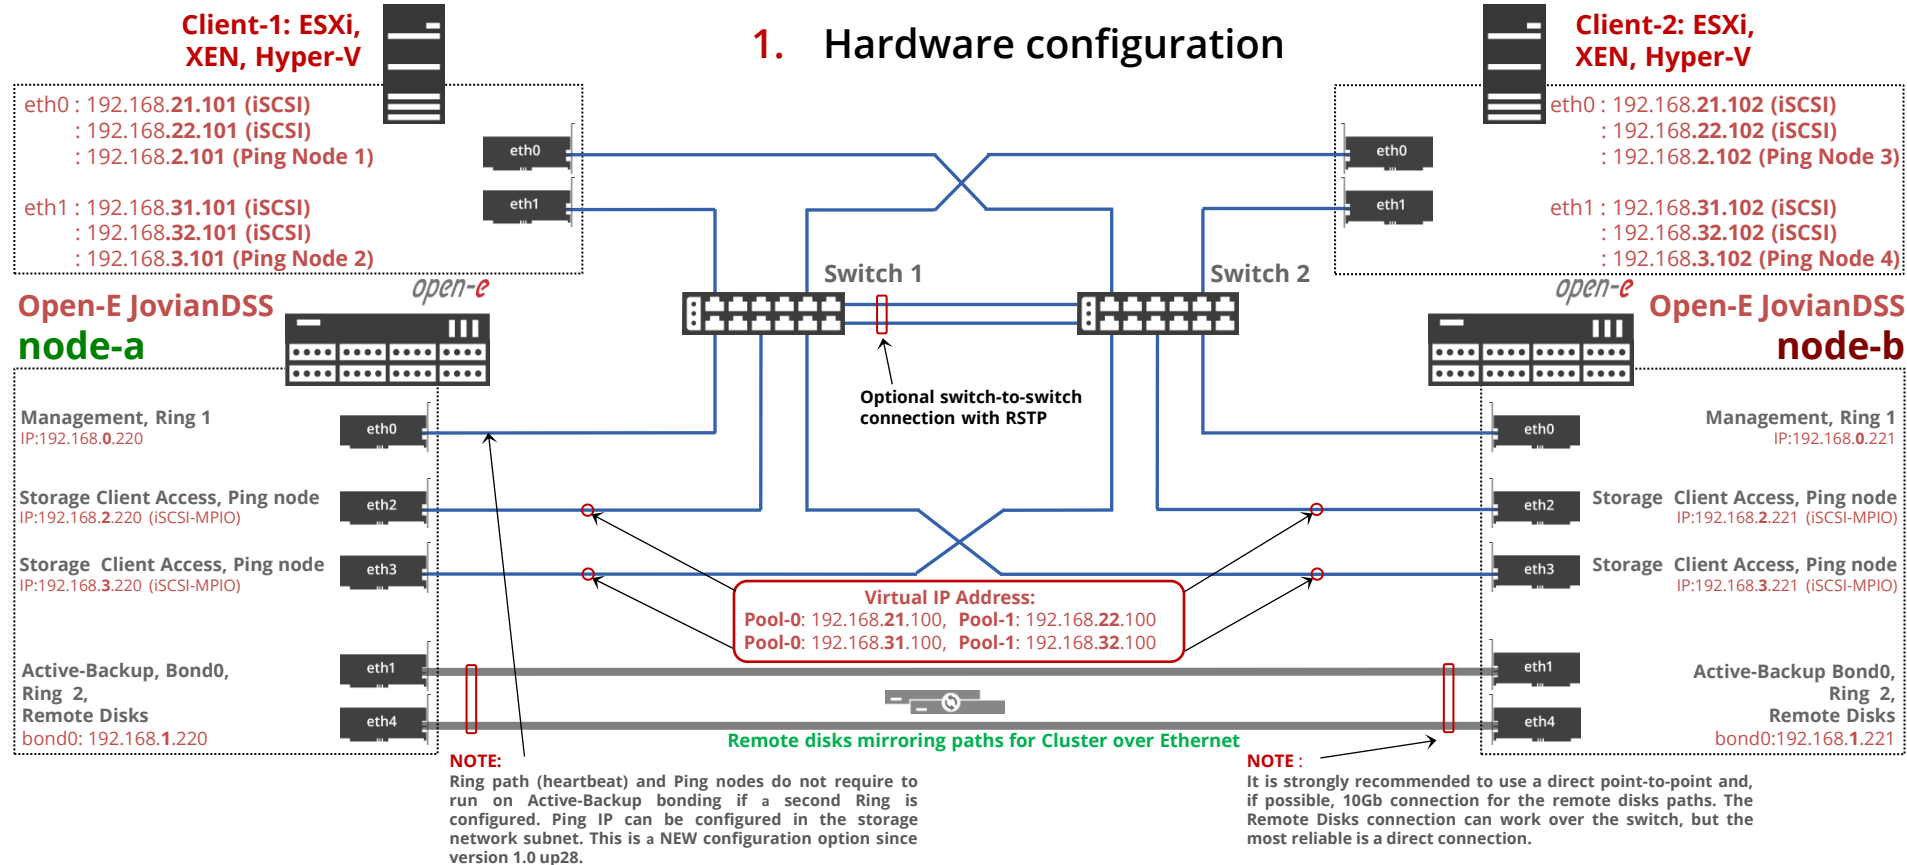 1. Hardware configuration
Client-1: ESXi,
XEN, Hyper-V
eth0 : 192.168.21.101 (iSCSI)
: 192.168.22.101 (iSCSI)
: 192.168.2.101 (Ping Node 1)
eth1 : 192.168.31.101 (iSCSI)
: 192.168.32.101 (iSCSI)
: 192.168.3.101 (Ping Node 2)
eth0
eth1
Client-2: ESXi,
XEN, Hyper-V
eth0 : 192.168.21.102 (iSCSI)
: 192.168.22.102 (iSCSI)
: 192.168.2.102 (Ping Node 3)
eth1 : 192.168.31.102 (iSCSI)
: 192.168.32.102 (iSCSI)
: 192.168.3.102 (Ping Node 4)
eth0
eth1
Switch 1
Switch 2
Optional switch-to-switch
connection with RSTP
open-e
Open-E JovianDSS
node-a
Management, Ring 1
IP:192.168.0.220
eth0
Storage Client Access, Ping node
IP:192.168.2.220 (iSCSI-MPIO)
eth2
Storage Client Access, Ping node
IP:192.168.3.220 (iSCSI-MPIO)
eth3
Active-Backup, Bond0,
Ring 2,
Remote Disks
bond0: 192.168.1.220
eth1
eth4
open-e
Open-E JovianDSS
node-b
eth0
Management, Ring 1
IP:192.168.0.221
eth2
Storage Client Access, Ping node
IP:192.168.2.221 (iSCSI-MPIO)
eth3
Storage Client Access, Ping node
IP:192.168.3.221 (iSCSI-MPIO)
eth1
eth4
Active-Backup Bond0,
Ring 2,
Remote Disks
bond0:192.168.1.221
Virtual IP Address:
Pool-0: 192.168.21.100, Pool-1: 192.168.22.100
Pool-0: 192.168.31.100, Pool-1: 192.168.32.100
Remote disks mirroring paths for Cluster over Ethernet
NOTE:
Ring path (heartbeat) and Ping nodes do not require to
run on Active-Backup bonding if a second Ring is
configured. Ping IP can be configured in the storage
network subnet. This is a NEW configuration option since
version 1.0 up28.
NOTE :
It is strongly recommended to use a direct point-to-point and,
if possible, 10Gb connection for the remote disks paths. The
Remote Disks connection can work over the switch, but the
most reliable is a direct connection.